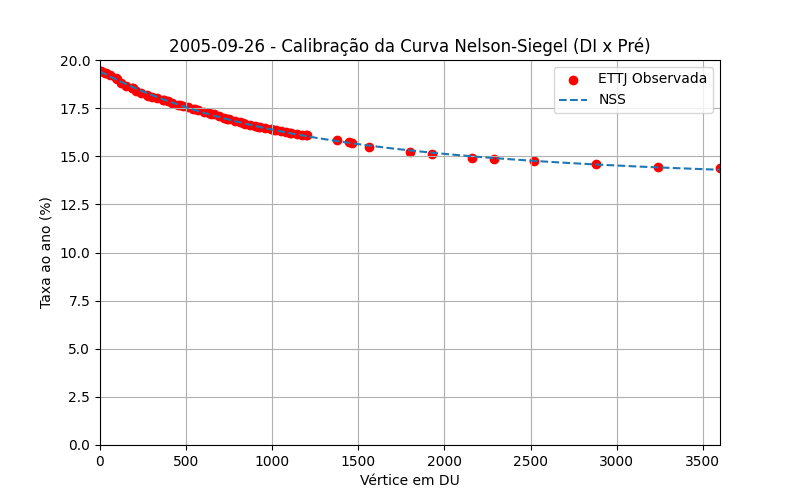 2005-09-26 - Calibração da Curva Nelson-Siegel (DI x Pré)
ETTJ Observada
NSS
Taxa ao ano (%)
20.0
17.5
15.0
12.5
10.0
7.5
5.0
2.5
0.0
0 500 1000 1500 2000 2500 3000 3500
Vértice em DU